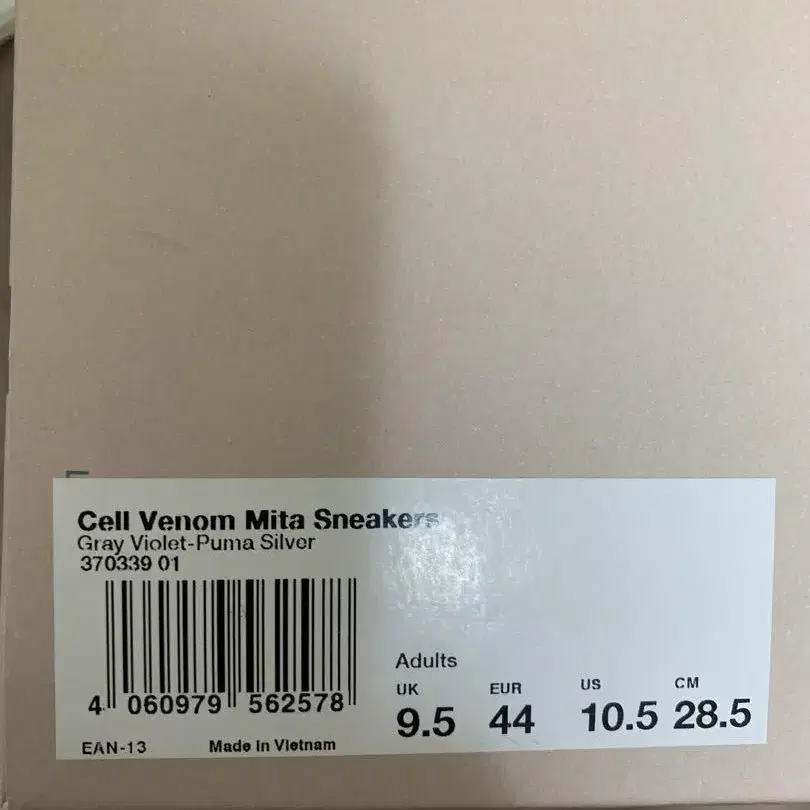 Cell Venom Mita Sneakers
Gray Violet-Puma Silver
370339 01
4 060979 562578
EAN-13 Made in Vietnam
Adults
UK EUR US CM
9.5 44 10.5 28.5